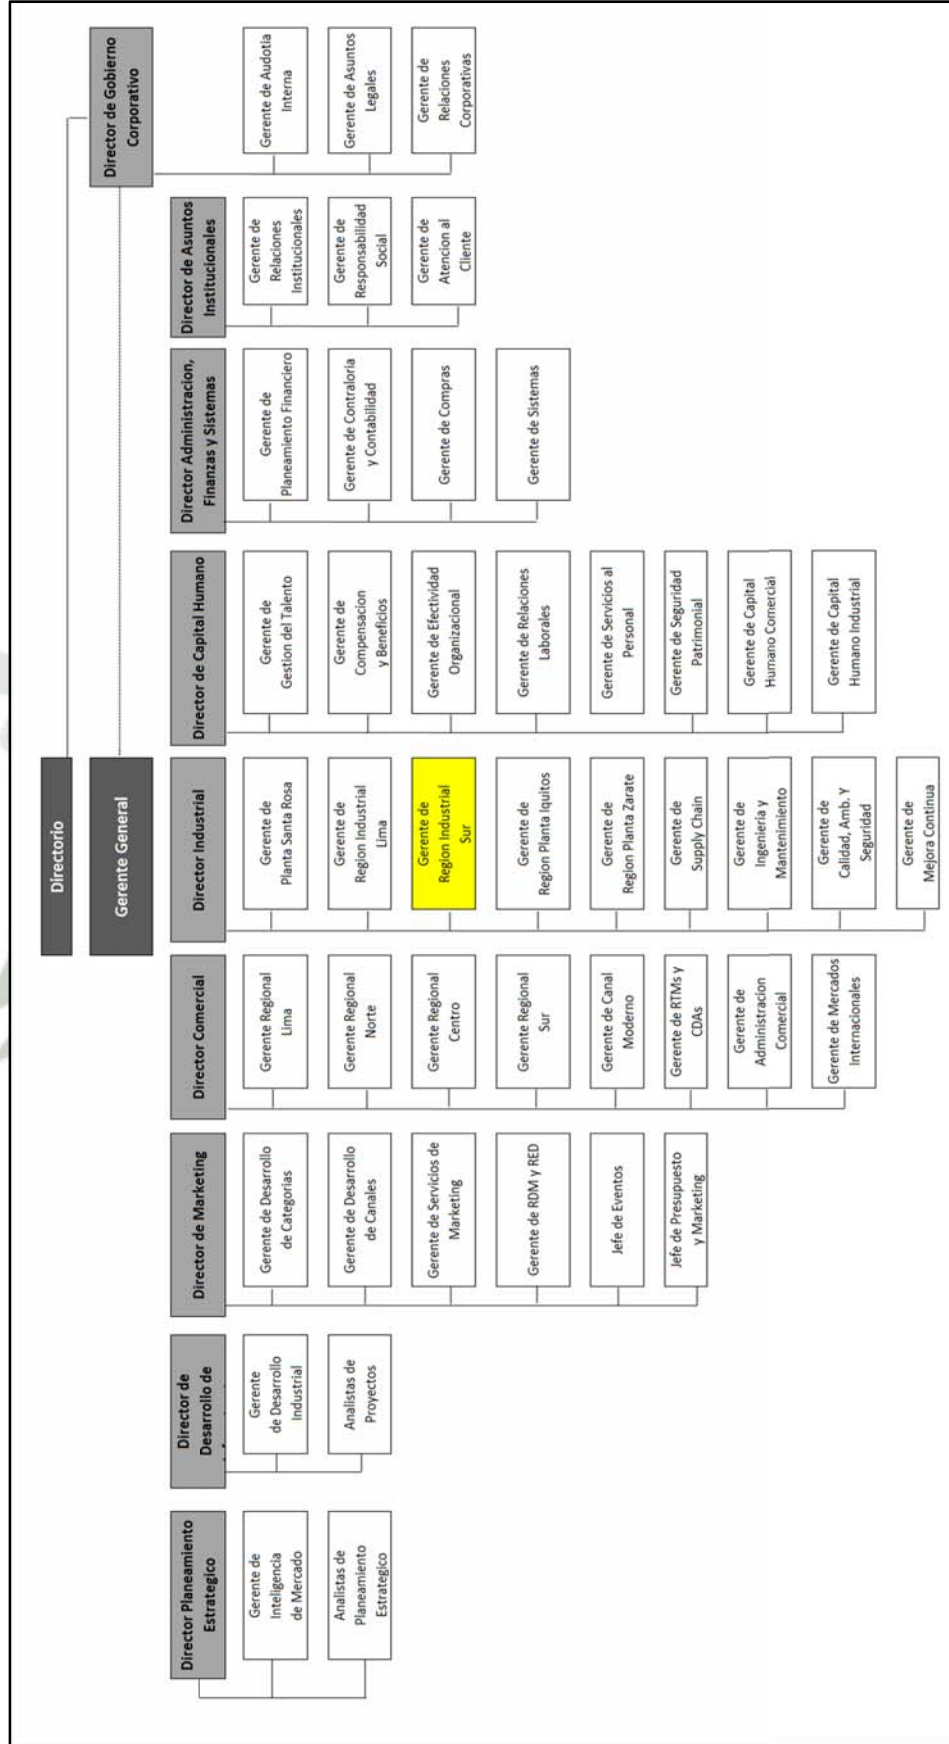 Directorio
Gerente General
Director de Gobierno
Corporativo
Director Planeamiento
Estrategico
Gerente de
Inteligencia
de Mercado
Analistas de
Planeamiento
Estrategico
Director de
Desarrollo de
Gerente
de Desarrollo
Industrial
Analistas de
Proyectos
Director de Marketing
Gerente de Desarrollo
de Categorias
Gerente de Desarrollo
de Canales
Gerente de Servicios de
Marketing
Gerente de RDM y RED
Jefe de Eventos
Jefe de Presupuesto
y Marketing
Director Comercial
Gerente Regional
Lima
Gerente Regional
Norte
Gerente Regional
Centro
Gerente Regional
Sur
Gerente de Canal
Moderno
Gerente de RTMs y
CDAs
Gerente de
Administracion
Comercial
Gerente de Mercados
Internacionales
Director Industrial
Gerente de
Planta Santa Rosa
Gerente de
Region Industrial
Lima
Gerente de
Region Industrial
Sur
Gerente de
Region Planta Iquitos
Gerente de
Region Planta Zarate
Gerente de
Supply Chain
Gerente de
Ingeniería y
Mantenimiento
Gerente de
Calidad, Amb. Y
Seguridad
Gerente de
Mejora Continua
Director de Capital Humano
Gerente de
Gestion del Talento
Gerente de
Compensacion
y Beneficios
Gerente de Efectividad
Organizacional
Gerente de Relaciones
Laborales
Gerente de Servicios al
Personal
Gerente de Seguridad
Patrimonial
Gerente de Capital
Humano Comercial
Gerente de Capital
Humano Industrial
Director Administracion,
Finanzas y Sistemas
Gerente de
Planeamiento Financiero
Gerente de Contraloria
y Contabilidad
Gerente de Compras
Gerente de Sistemas
Director de Asuntos
Institucionales
Gerente de
Relaciones
Institucionales
Gerente de
Responsabilidad
Social
Gerente de
Atencion al
Cliente
Gerente de Audotia
Interna
Gerente de Asuntos
Legales
Gerente de
Relaciones
Corporativas